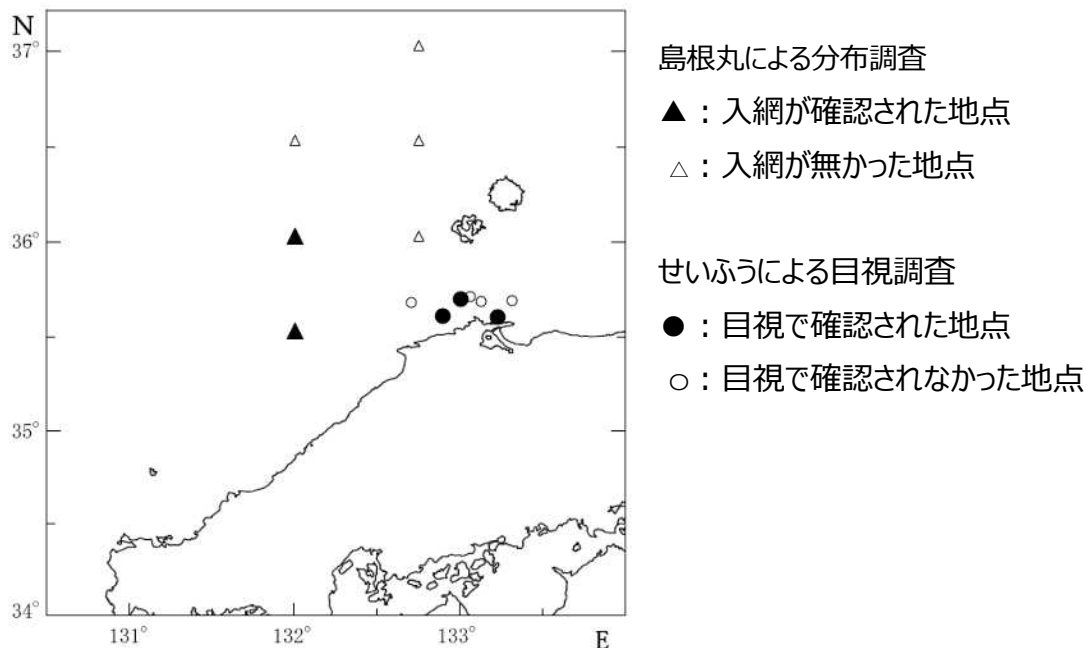 N
37°
36°
35°
34°
131°
132°
133°
E
島根丸による分布調査
▲：入網が確認された地点
△：入網が無かった地点
せいふうによる目視調査
●：目視で確認された地点
○：目視で確認されなかった地点